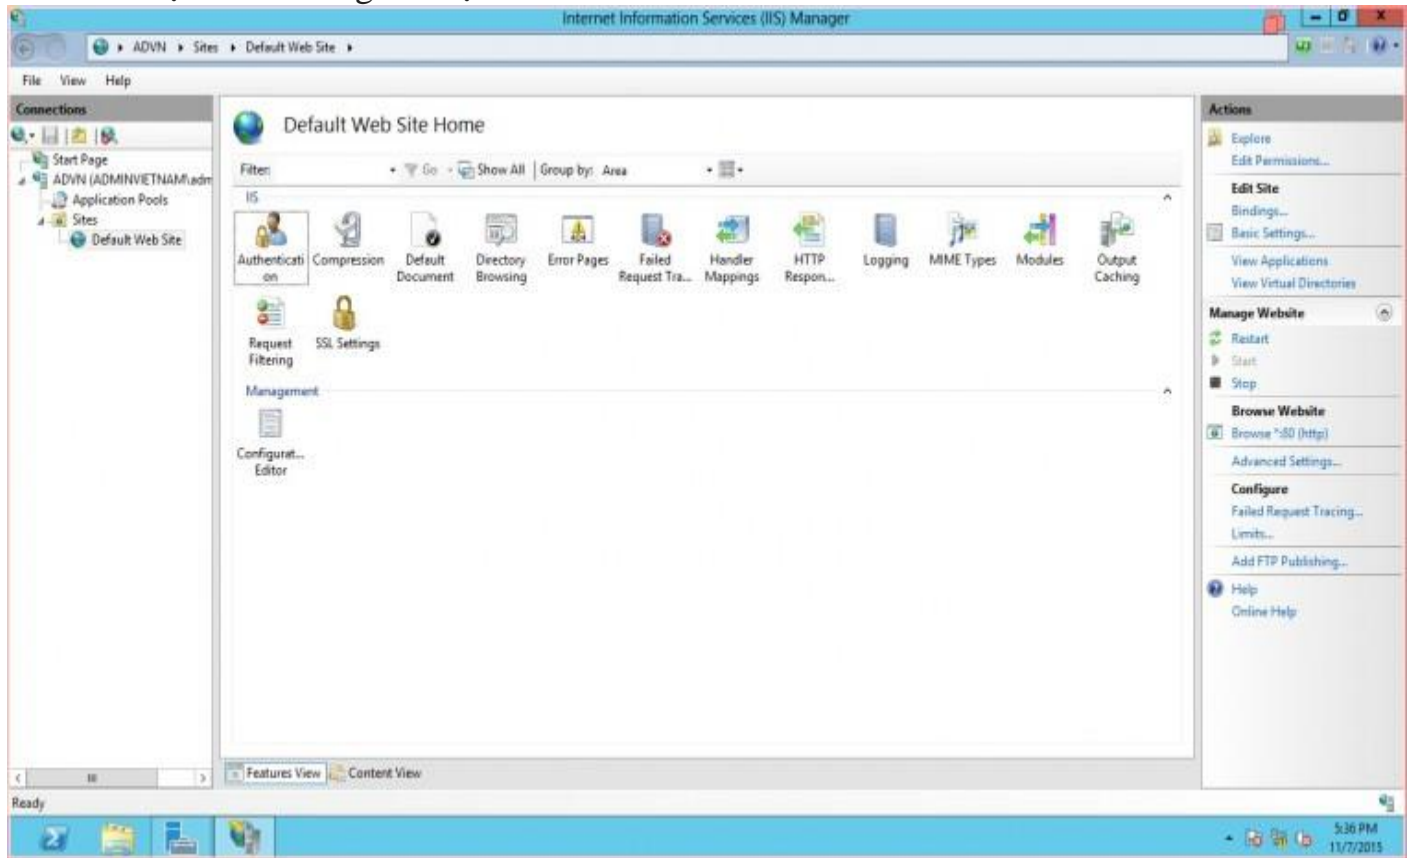 Internet Information Services (IIS) Manager
ADVN Sites Default Web Site
File View Help
Connections
Start Page
ADVN (ADMINVIETNAM\adm
Application Pools
Sites
Default Web Site
Default Web Site Home
Filter: Go Show All Group by: Area
IIS
Authenticati
on
Compression
Default
Document
Directory
Browsing
Error Pages
Failed
Request Tra...
Handler
Mappings
HTTP
Respon...
Logging
MIME Types
Modules
Output
Caching
Request
Filtering
SSL Settings
Management
Configurat...
Editor
Features View Content View
Actions
Explore
Edit Permissions...
Edit Site
Bindings...
Basic Settings...
View Applications
View Virtual Directories
Manage Website
Restart
Start
Stop
Browse Website
Browse *:80 (http)
Advanced Settings...
Configure
Failed Request Tracing...
Limits...
Add FTP Publishing...
Help
Online Help
Ready
5:36 PM
11/7/2015